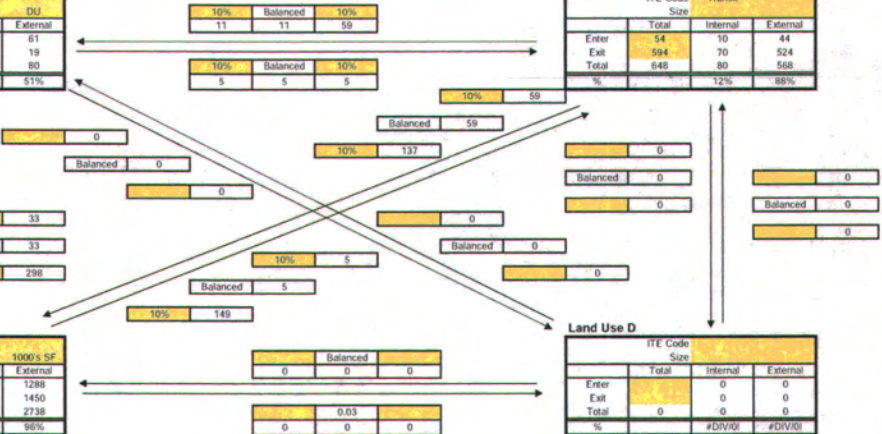 DU
External
61
19
80
51%
10% Balanced 10%
11 11 59
10% Balanced 10%
5 5 5
ITE Code
Size
Total Internal External
Enter 54 10 44
Exit 594 70 524
Total 648 80 568
% 12% 88%
10% 59
Balanced 59
10% 137
0
Balanced 0
0
0
Balanced 0
0
0
Balanced 0
0
33
33
298
0
Balanced 0
0
10% 5
Balanced 5
10% 149
1000's SF
External
1288
1450
2738
96%
Balanced
0 0 0
0.03
0 0 0
Land Use D
ITE Code
Size
Total Internal External
Enter 0 0
Exit 0 0
Total 0 0 0
% #DIV/0! #DIV/0!